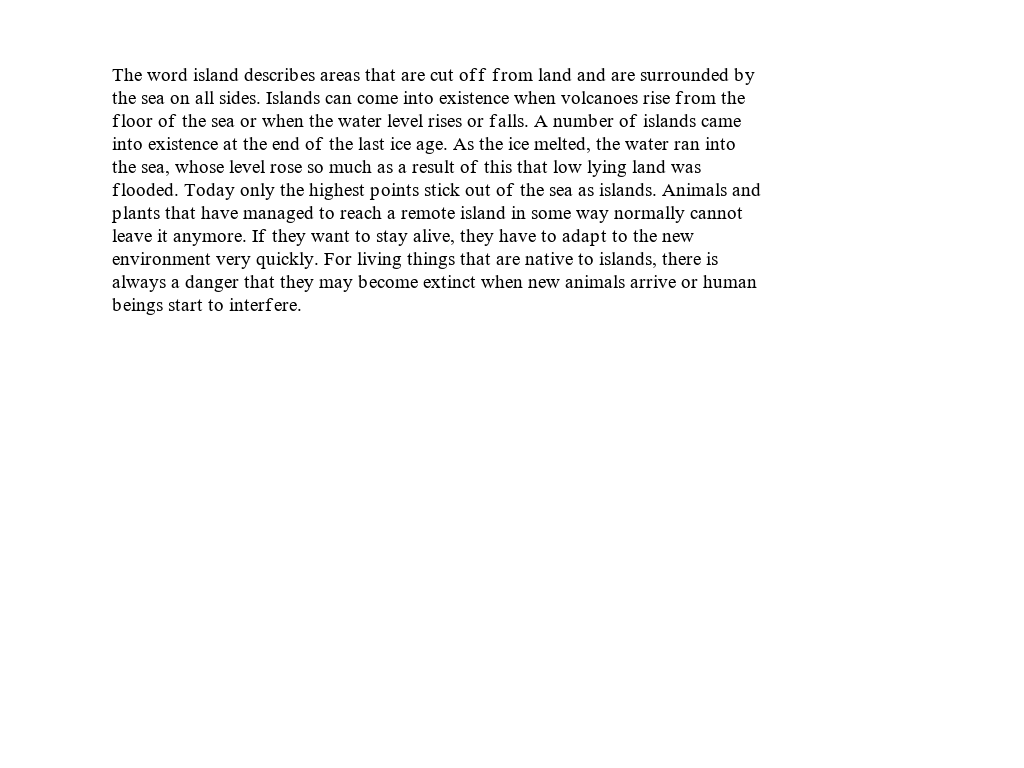 The word island describes areas that are cut off from land and are surrounded by
the sea on all sides. Islands can come into existence when volcanoes rise from the
floor of the sea or when the water level rises or falls. A number of islands came
into existence at the end of the last ice age. As the ice melted, the water ran into
the sea, whose level rose so much as a result of this that low lying land was
flooded. Today only the highest points stick out of the sea as islands. Animals and
plants that have managed to reach a remote island in some way normally cannot
leave it anymore. If they want to stay alive, they have to adapt to the new
environment very quickly. For living things that are native to islands, there is
always a danger that they may become extinct when new animals arrive or human
beings start to interfere.